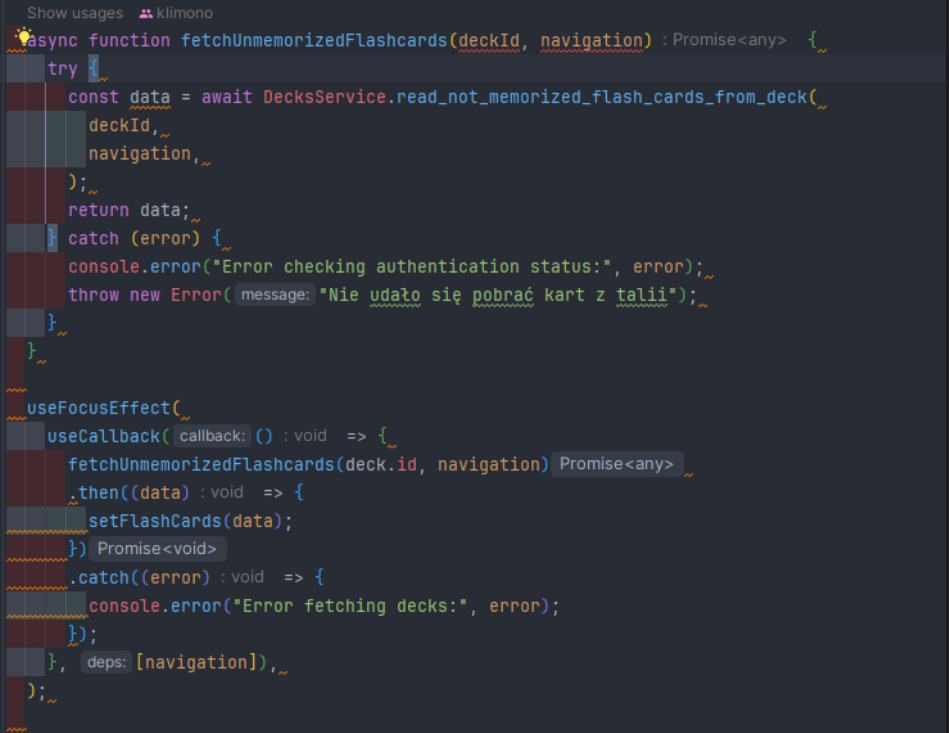 Show usages klimono
async function fetchUnmemorizedFlashcards(deckId, navigation) : Promise<any> {
try {
const data = await DecksService.read_not_memorized_flash_cards_from_deck(
deckId,
navigation,
);
return data;
} catch (error) {
console.error("Error checking authentication status:", error);
throw new Error( message: "Nie udało się pobrać kart z talii");
}
}
useFocusEffect(
useCallback( callback: () : void => {
fetchUnmemorizedFlashcards(deck.id, navigation) Promise<any>
.then((data) : void => {
setFlashCards(data);
}) Promise<void>
.catch((error) : void => {
console.error("Error fetching decks:", error);
});
}, deps: [navigation]),
);